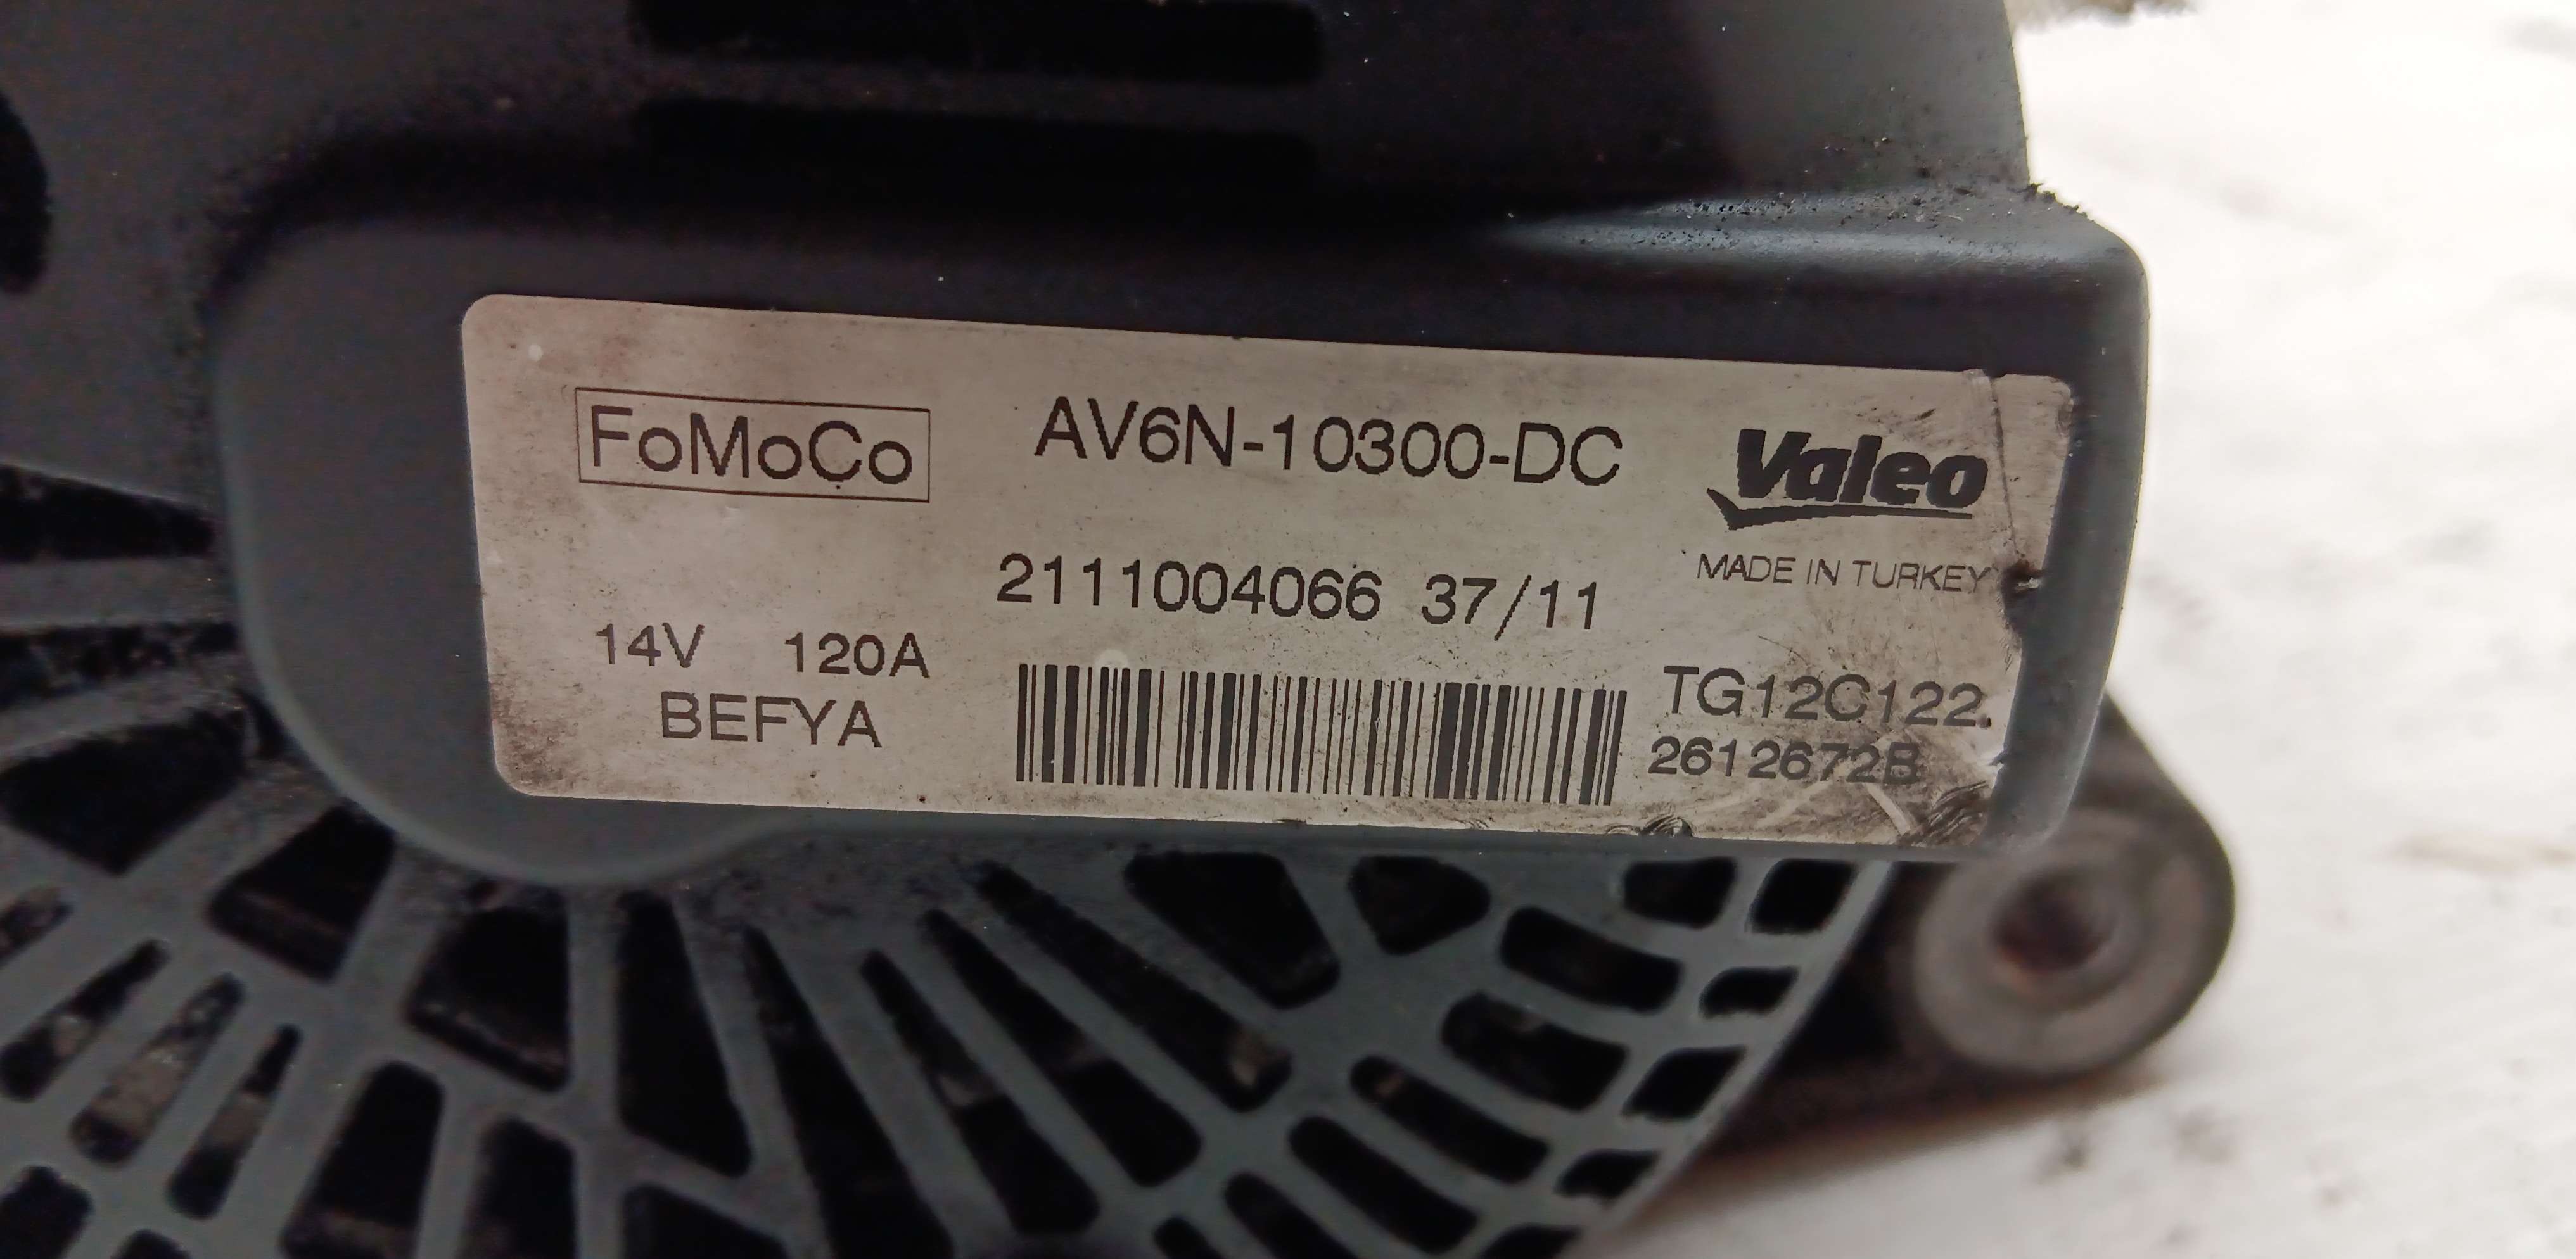 FoMoCo AV6N-10300-DC Valeo
MADE IN TURKEY
2111004066 37/11
14V 120A
BEFYA
TG12C122
2612672B